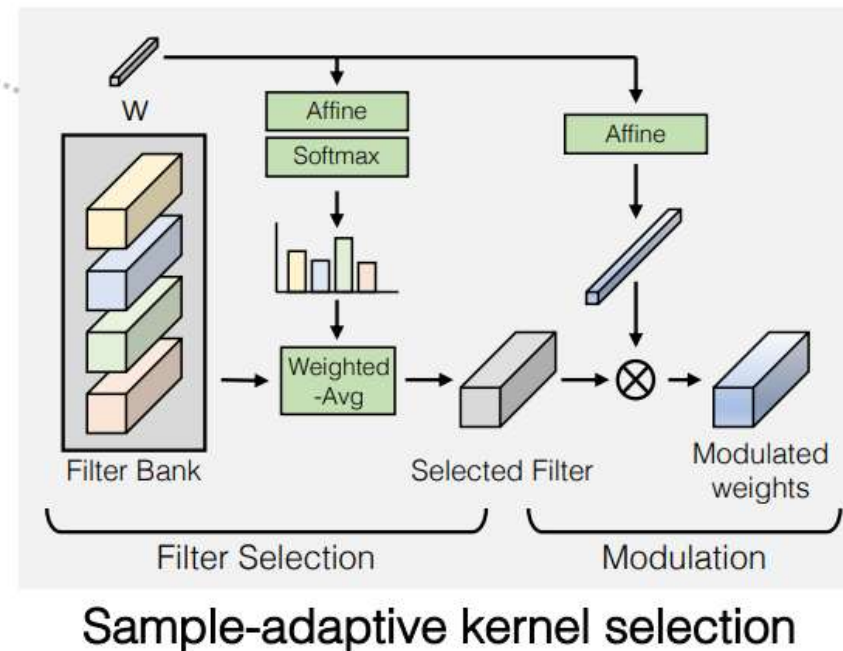 W
Affine
Softmax
Affine
Weighted
-Avg
Filter Bank
Selected Filter
Modulated
weights
Filter Selection
Modulation
Sample-adaptive kernel selection